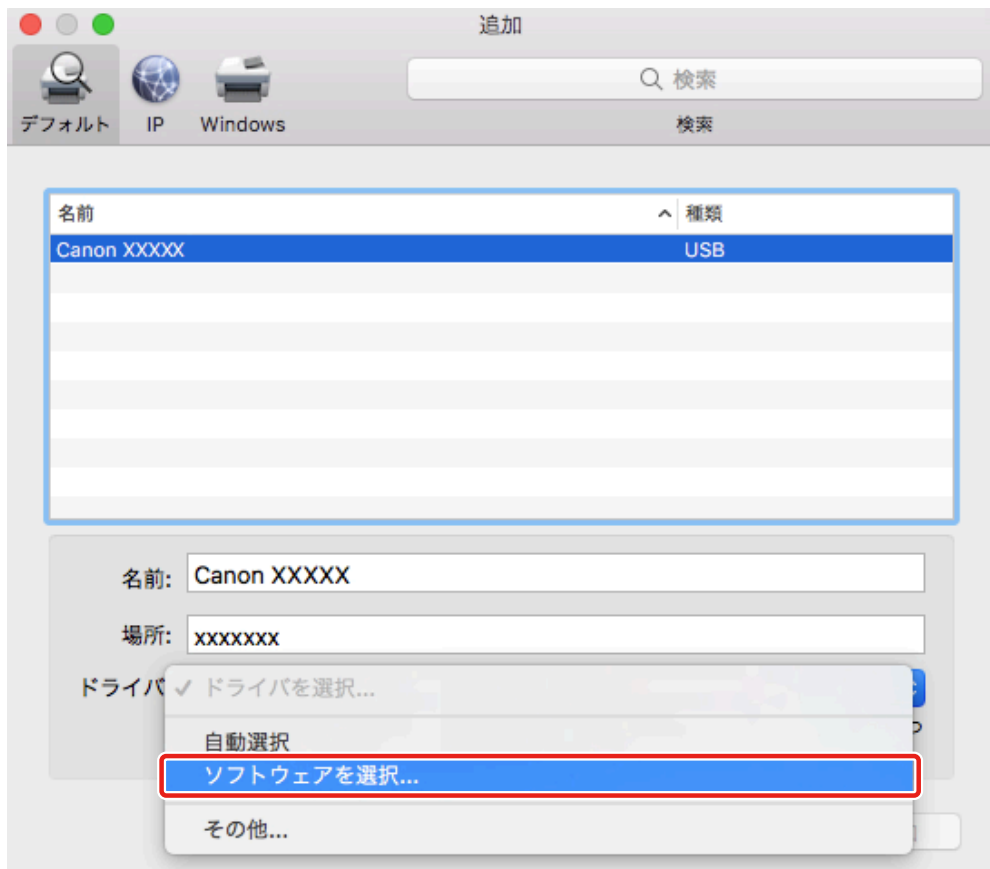 追加
検索
デフォルト IP Windows 検索
名前 種類
Canon XXXXX USB
名前: Canon XXXXX
場所: xxxxxxx
ドライバ ✓ ドライバを選択...
自動選択
ソフトウェアを選択...
その他...